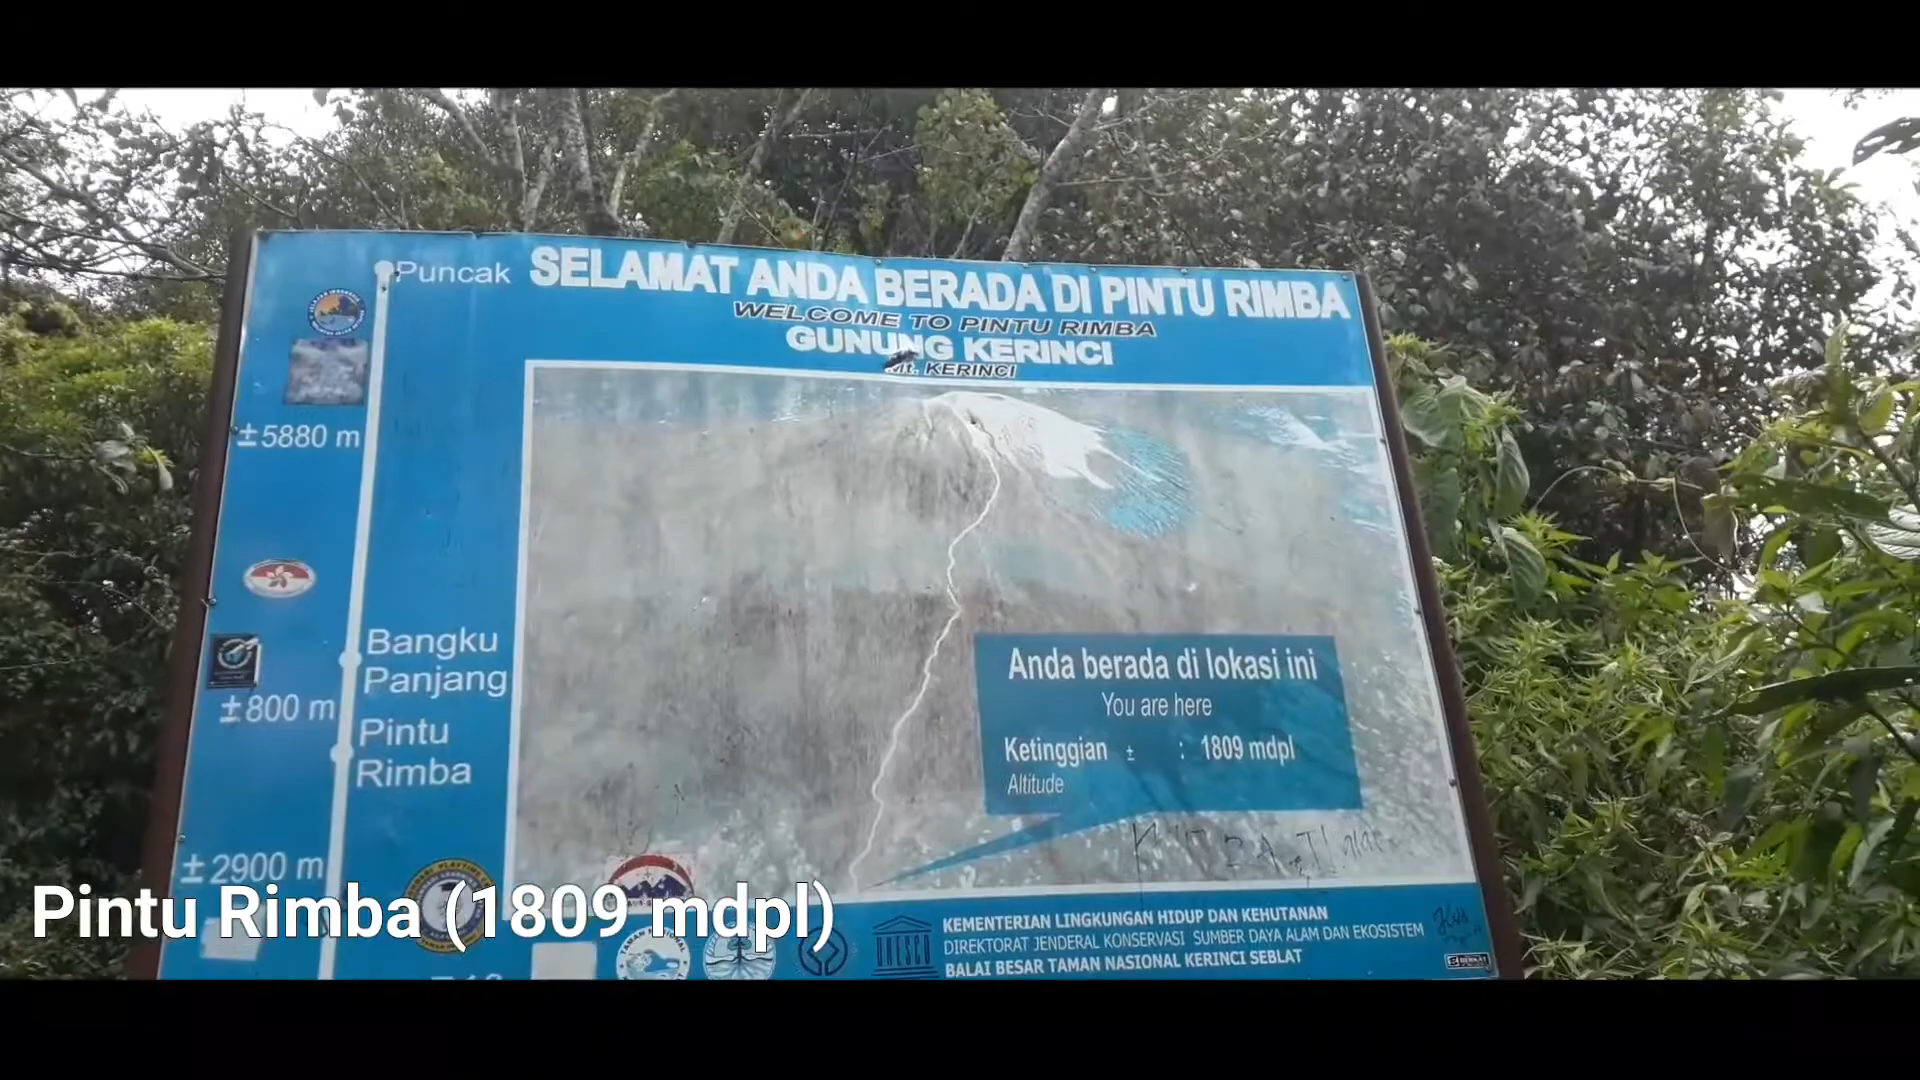 Puncak
SELAMAT ANDA BERADA DI PINTU RIMBA
WELCOME TO PINTU RIMBA
GUNUNG KERINCI
Mt. KERINCI
±5880 m
Bangku
Panjang
±800 m
Pintu
Rimba
±2900 m
Anda berada di lokasi ini
You are here
Ketinggian ± : 1809 mdpl
Altitude
Pintu Rimba (1809 mdpl)
UNESCO
KEMENTERIAN LINGKUNGAN HIDUP DAN KEHUTANAN
DIREKTORAT JENDERAL KONSERVASI SUMBER DAYA ALAM DAN EKOSISTEM
BALAI BESAR TAMAN NASIONAL KERINCI SEBLAT